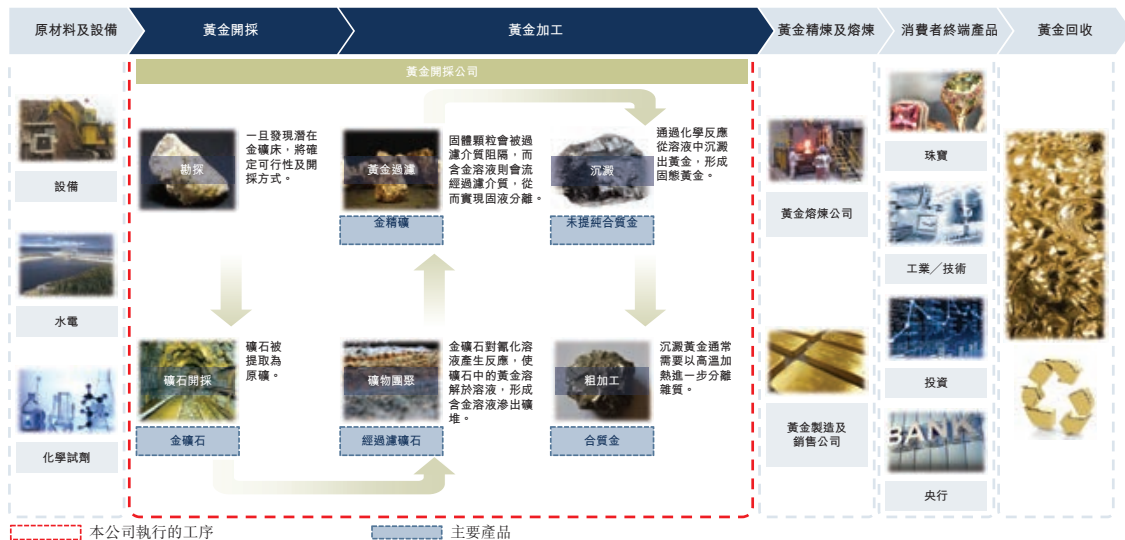 原材料及設備
黃金開採
黃金加工
黃金精煉及熔煉
消費者終端產品
黃金回收
黃金開採公司
設備
水電
化學試劑
勘探
一旦發現潛在
金礦床，將確
定可行性及開
採方式。
礦石開採
金礦石
礦石被
提取為
原礦。
黃金過濾
金精礦
固體顆粒會被過
濾介質阻隔，而
含金溶液則會流
經過濾介質，從
而實現固液分離。
礦物團聚
經過濾礦石
金礦石對氰化溶
液產生反應，使
礦石中的黃金溶
解於溶液，形成
含金溶液滲出礦
堆。
沉澱
未提純合質金
通過化學反應
從溶液中沉澱
出黃金，形成
固態黃金。
粗加工
合質金
沉澱黃金通常
需要以高溫加
熱進一步分離
雜質。
黃金熔煉公司
黃金製造及
銷售公司
珠寶
工業／技術
投資
BANK
央行
本公司執行的工序
主要產品